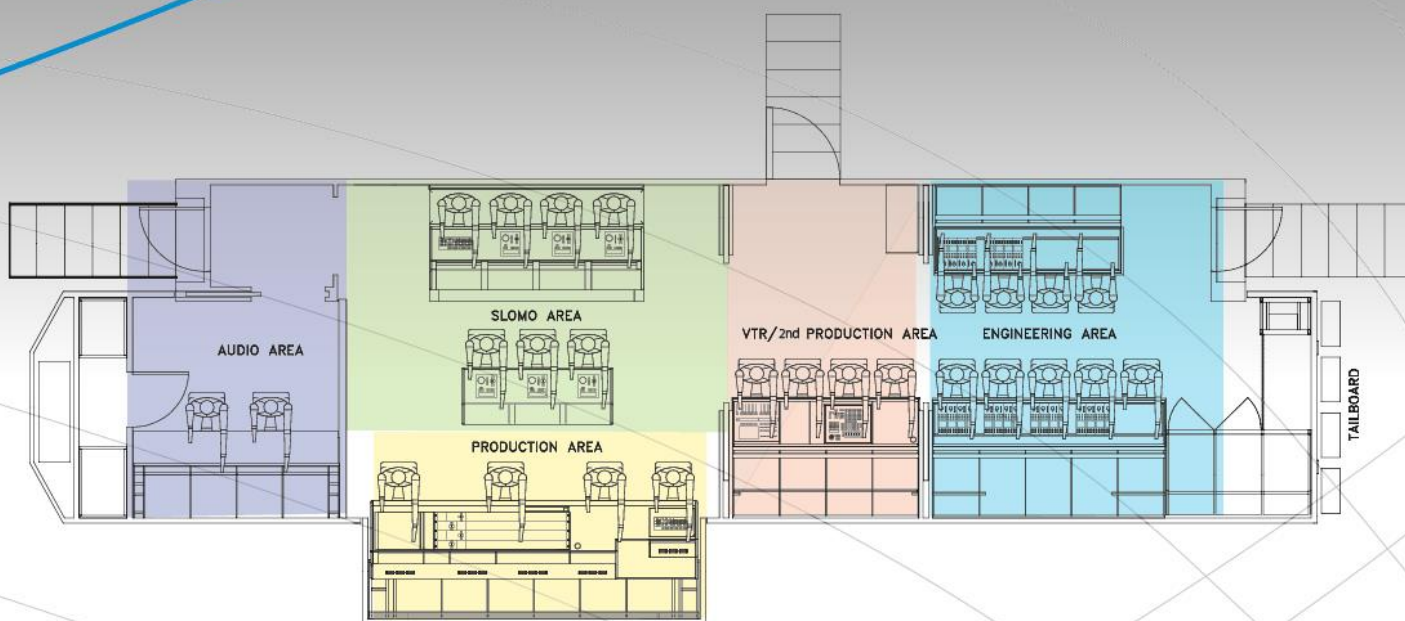 SLOMO AREA
VTR/2nd PRODUCTION AREA
ENGINEERING AREA
AUDIO AREA
TAILBOARD
PRODUCTION AREA